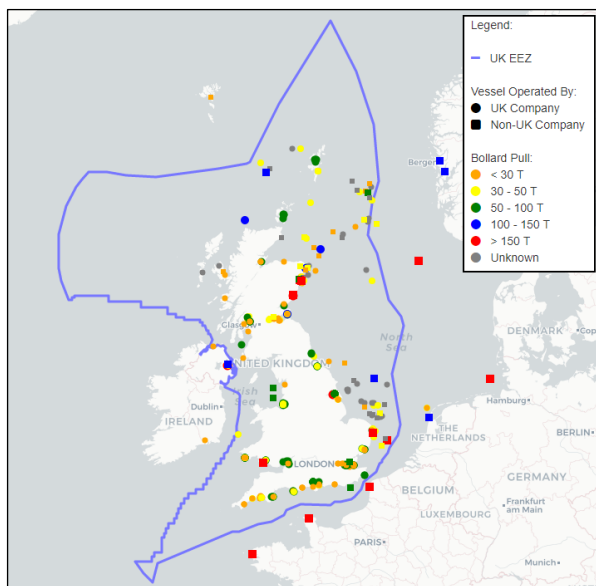 Legend:
UK EEZ
Vessel Operated By:
UK Company
Non-UK Company
Bollard Pull:
< 30 T
30 - 50 T
50 - 100 T
100 - 150 T
> 150 T
Unknown
Bergen
North
Sea
DENMARK
Cop
Glasgow
UNITED KINGDOM
Irish
Sea
Dublin
IRELAND
Hamburg
THE
NETHERLANDS
BERLIN
LONDON
BELGIUM
GERMANY
LUXEMBOURG
Frankfurt
am Main
PARIS
Munich